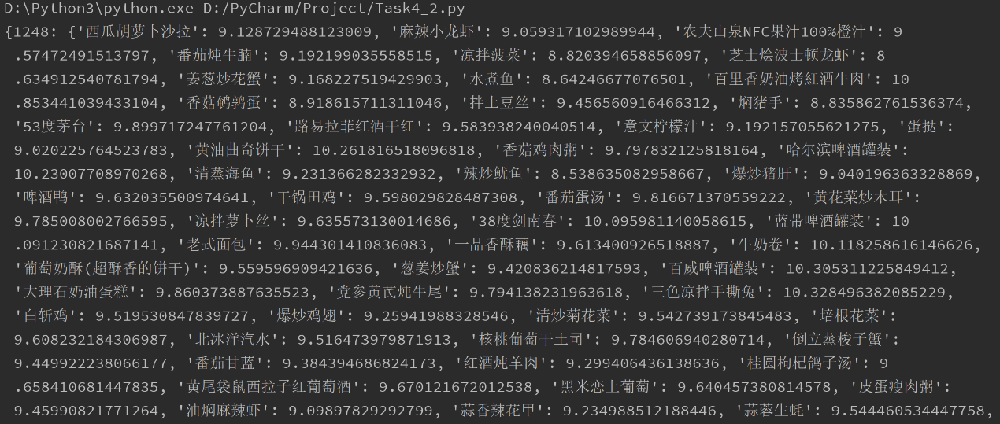 D:\Python3\python.exe D:/PyCharm/Project/Task4_2.py
{1248: {'西瓜胡萝卜沙拉': 9.128729488123009, '麻辣小龙虾': 9.059317102989944, '农夫山泉NFC果汁100%橙汁': 9
.57472491513797, '番茄炖牛腩': 9.192199035558515, '凉拌菠菜': 8.820394658856097, '芝士烩波士顿龙虾': 8
.634912540781794, '姜葱炒花蟹': 9.168227519429903, '水煮鱼': 8.64246677076501, '百里香奶油烤紅酒牛肉': 10
.853441039433104, '香菇鹌鹑蛋': 8.918615711311046, '拌土豆丝': 9.456560916466312, '焖猪手': 8.835862761536374,
'53度茅台': 9.899717247761204, '路易拉菲红酒干红': 9.583938240040514, '意文柠檬汁': 9.192157055621275, '蛋挞':
9.020225764523783, '黄油曲奇饼干': 10.261816518096818, '香菇鸡肉粥': 9.797832125818164, '哈尔滨啤酒罐装':
10.23007708970268, '清蒸海鱼': 9.231366282332932, '辣炒鱿鱼': 8.538635082958667, '爆炒猪肝': 9.040196363328869,
'啤酒鸭': 9.632035500974641, '干锅田鸡': 9.598029828487308, '番茄蛋汤': 9.816671370559222, '黄花菜炒木耳':
9.785008002766595, '凉拌萝卜丝': 9.635573130014686, '38度剑南春': 10.095981140058615, '蓝带啤酒罐装': 10
.091230821687141, '老式面包': 9.944301410836083, '一品香酥藕': 9.613400926518887, '牛奶卷': 10.118258616146626,
'葡萄奶酥(超酥香的饼干)': 9.559596909421636, '葱姜炒蟹': 9.420836214817593, '百威啤酒罐装': 10.305311225849412,
'大理石奶油蛋糕': 9.860373887635523, '党参黄芪炖牛尾': 9.794138231963618, '三色凉拌手撕兔': 10.328496382085229,
'白斩鸡': 9.519530847839727, '爆炒鸡翅': 9.25941988328546, '清炒菊花菜': 9.542739173845483, '培根花菜':
9.608232184306987, '北冰洋汽水': 9.516473979871913, '核桃葡萄干土司': 9.784606940280714, '倒立蒸梭子蟹':
9.449922238066177, '番茄甘蓝': 9.384394686824173, '红酒炖羊肉': 9.299406436138636, '桂圆枸杞鸽子汤': 9
.658410681447835, '黄尾袋鼠西拉子红葡萄酒': 9.670121672012538, '黑米恋上葡萄': 9.640457380814578, '皮蛋瘦肉粥':
9.45990821771264, '油焖麻辣虾': 9.09897829292799, '蒜香辣花甲': 9.234988512188446, '蒜蓉生蚝': 9.544460534447758,